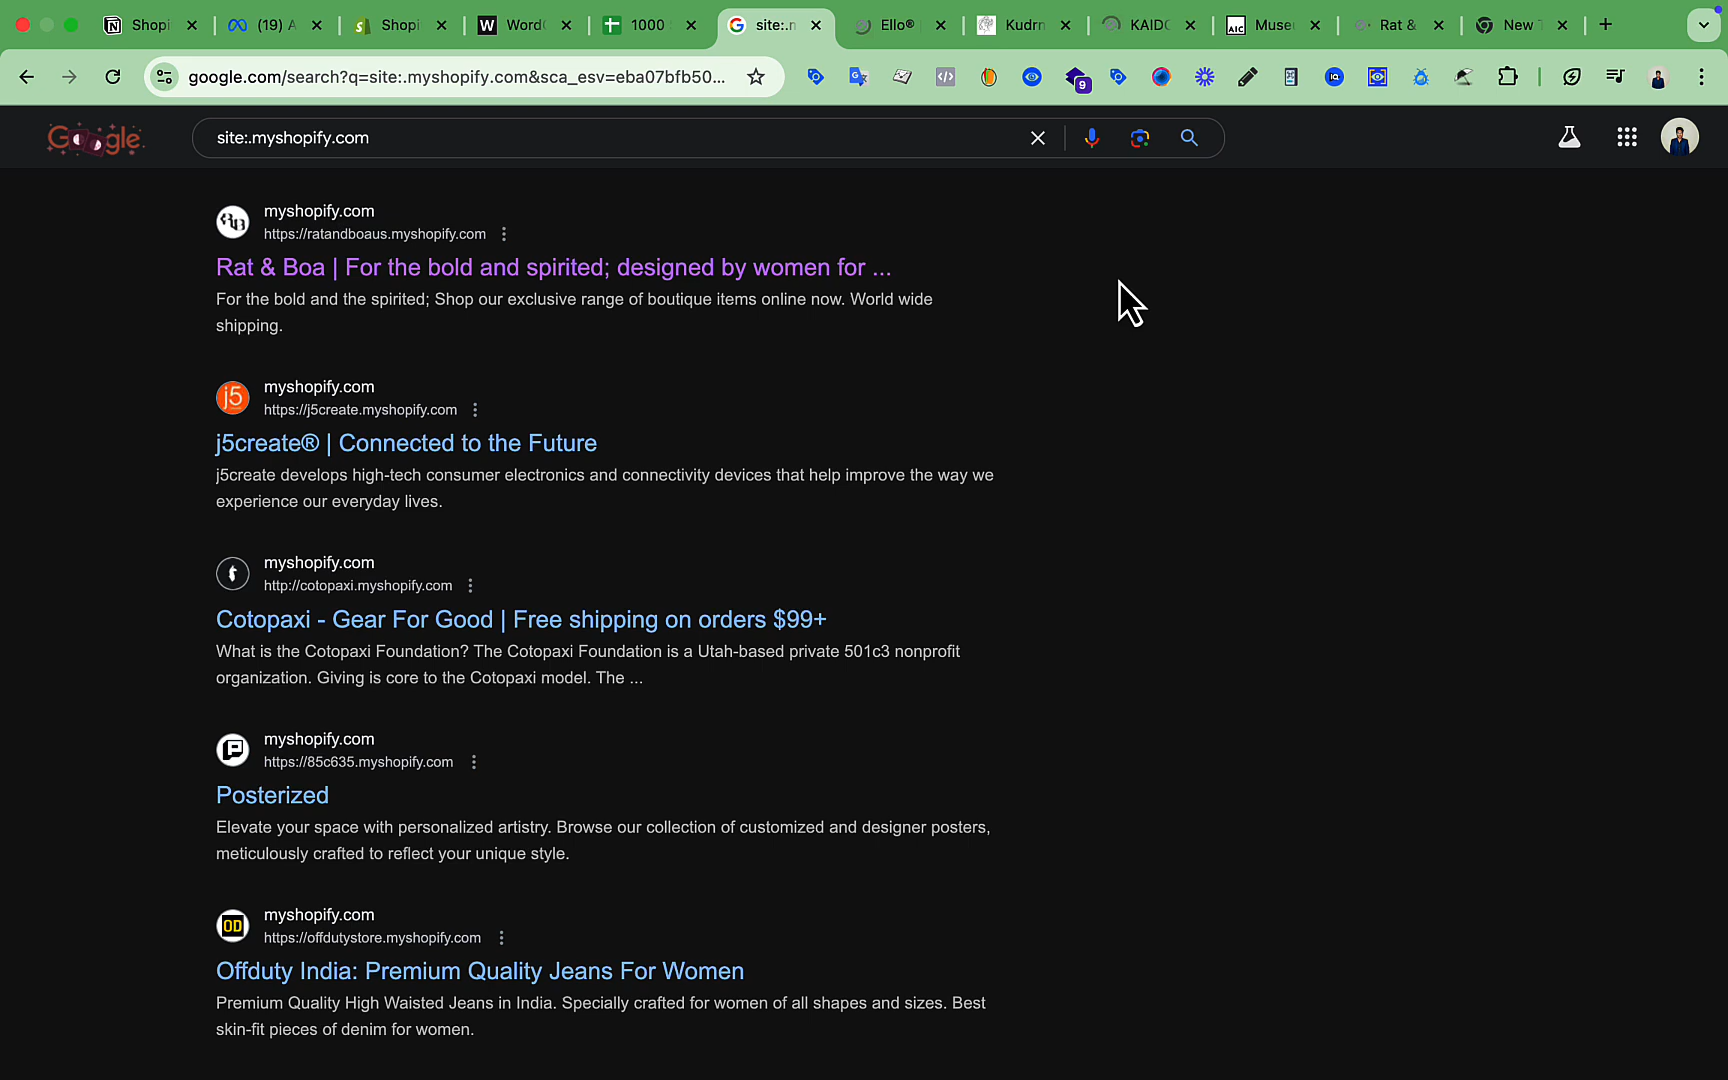 Shopi
(19) A
Shopi
Word
1000
site:.m
Ello®
Kudrn
KAIDO
AIC
Muse
Rat &
New T
google.com/search?q=site:.myshopify.com&sca_esv=eba07bfb50...
9
Google
site:.myshopify.com
myshopify.com
https://ratandboaus.myshopify.com
Rat & Boa | For the bold and spirited; designed by women for ...
For the bold and the spirited; Shop our exclusive range of boutique items online now. World wide
shipping.
j5
myshopify.com
https://j5create.myshopify.com
j5create® | Connected to the Future
j5create develops high-tech consumer electronics and connectivity devices that help improve the way we
experience our everyday lives.
myshopify.com
http://cotopaxi.myshopify.com
Cotopaxi - Gear For Good | Free shipping on orders $99+
What is the Cotopaxi Foundation? The Cotopaxi Foundation is a Utah-based private 501c3 nonprofit
organization. Giving is core to the Cotopaxi model. The ...
myshopify.com
https://85c635.myshopify.com
Posterized
Elevate your space with personalized artistry. Browse our collection of customized and designer posters,
meticulously crafted to reflect your unique style.
OD
myshopify.com
https://offdutystore.myshopify.com
Offduty India: Premium Quality Jeans For Women
Premium Quality High Waisted Jeans in India. Specially crafted for women of all shapes and sizes. Best
skin-fit pieces of denim for women.